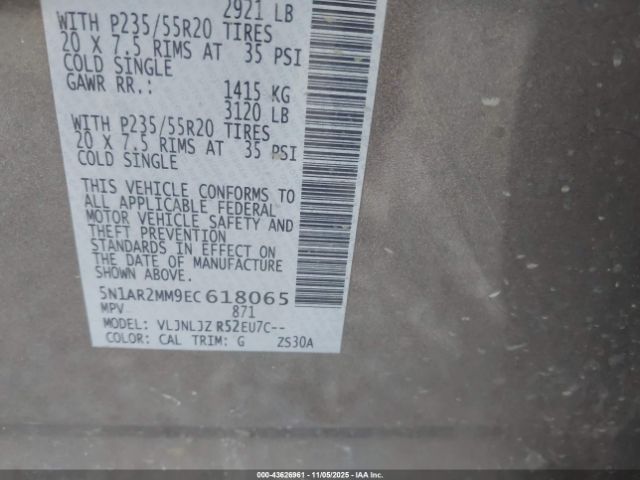 2921 LB
WITH P235/55R20 TIRES
20 X 7.5 RIMS AT 35 PSI
COLD SINGLE
GAWR RR.: 1415 KG
3120 LB
WITH P235/55R20 TIRES
20 X 7.5 RIMS AT 35 PSI
COLD SINGLE
THIS VEHICLE CONFORMS TO
ALL APPLICABLE FEDERAL
MOTOR VEHICLE SAFETY AND
THEFT PREVENTION
STANDARDS IN EFFECT ON
THE DATE OF MANUFACTURE
SHOWN ABOVE.
5N1AR2MM9EC618065
MPV 871
MODEL: VLJNLJZ R52EU7C--
COLOR: CAL TRIM: G ZS30A
000-43626961 - 11/05/2025 - © IAA, Inc.